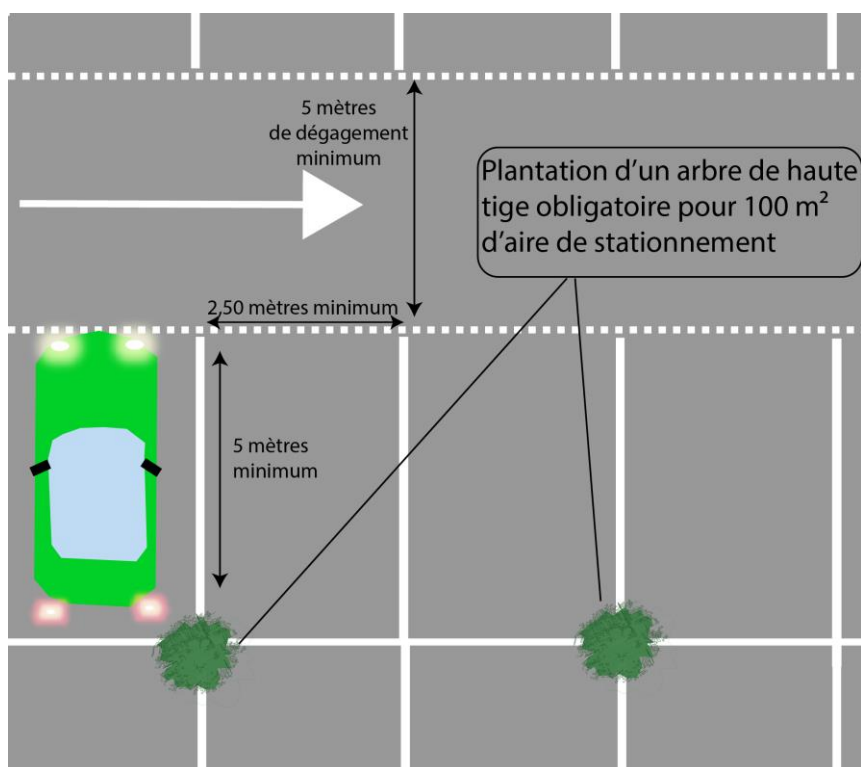 5 mètres
de dégagement
minimum
Plantation d'un arbre de haute
tige obligatoire pour 100 m²
d'aire de stationnement
2,50 mètres minimum
5 mètres
minimum